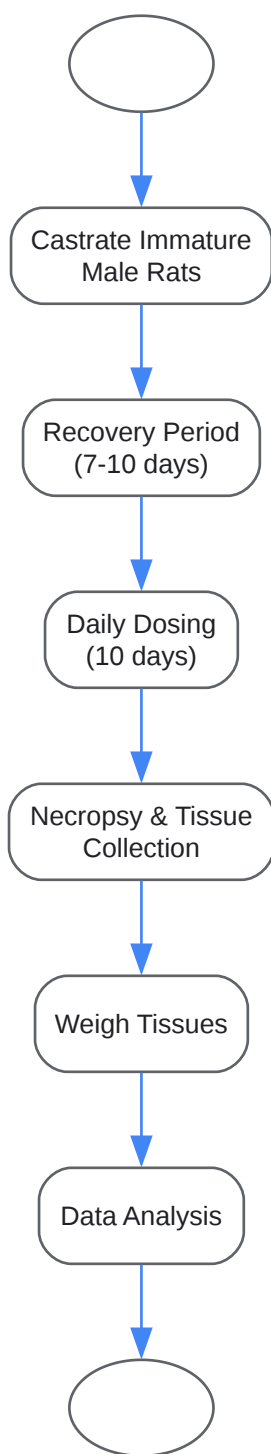 Castrate Immature
Male Rats
Recovery Period
(7-10 days)
Daily Dosing
(10 days)
Necropsy & Tissue
Collection
Weigh Tissues
Data Analysis